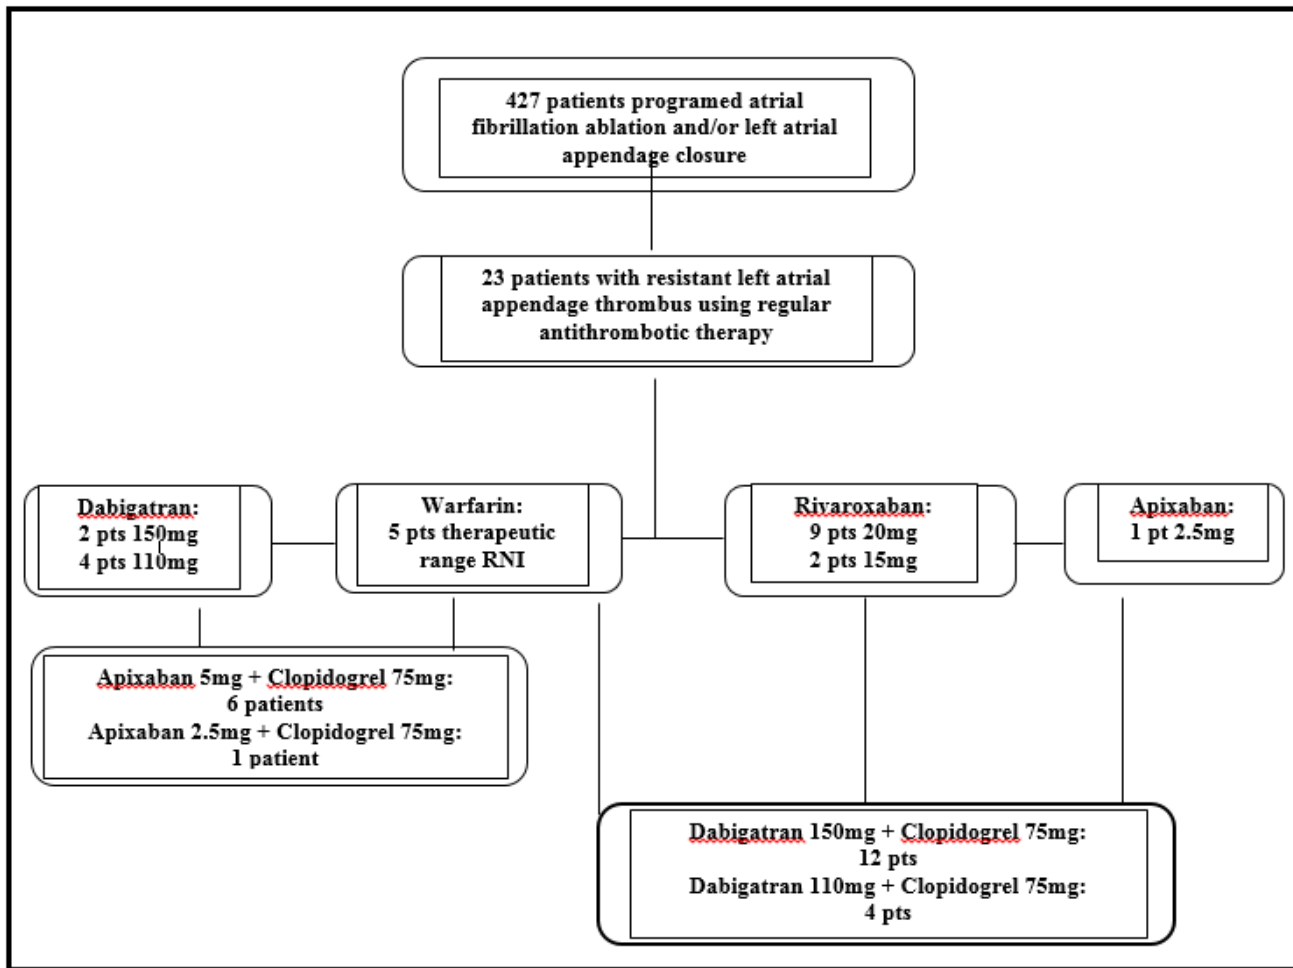 427 patients programed atrial
fibrillation ablation and/or left atrial
appendage closure
23 patients with resistant left atrial
appendage thrombus using regular
antithrombotic therapy
Dabigatran:
2 pts 150mg
4 pts 110mg
Warfarin:
5 pts therapeutic
range RNI
Rivaroxaban:
9 pts 20mg
2 pts 15mg
Apixaban:
1 pt 2.5mg
Apixaban 5mg + Clopidogrel 75mg:
6 patients
Apixaban 2.5mg + Clopidogrel 75mg:
1 patient
Dabigatran 150mg + Clopidogrel 75mg:
12 pts
Dabigatran 110mg + Clopidogrel 75mg:
4 pts